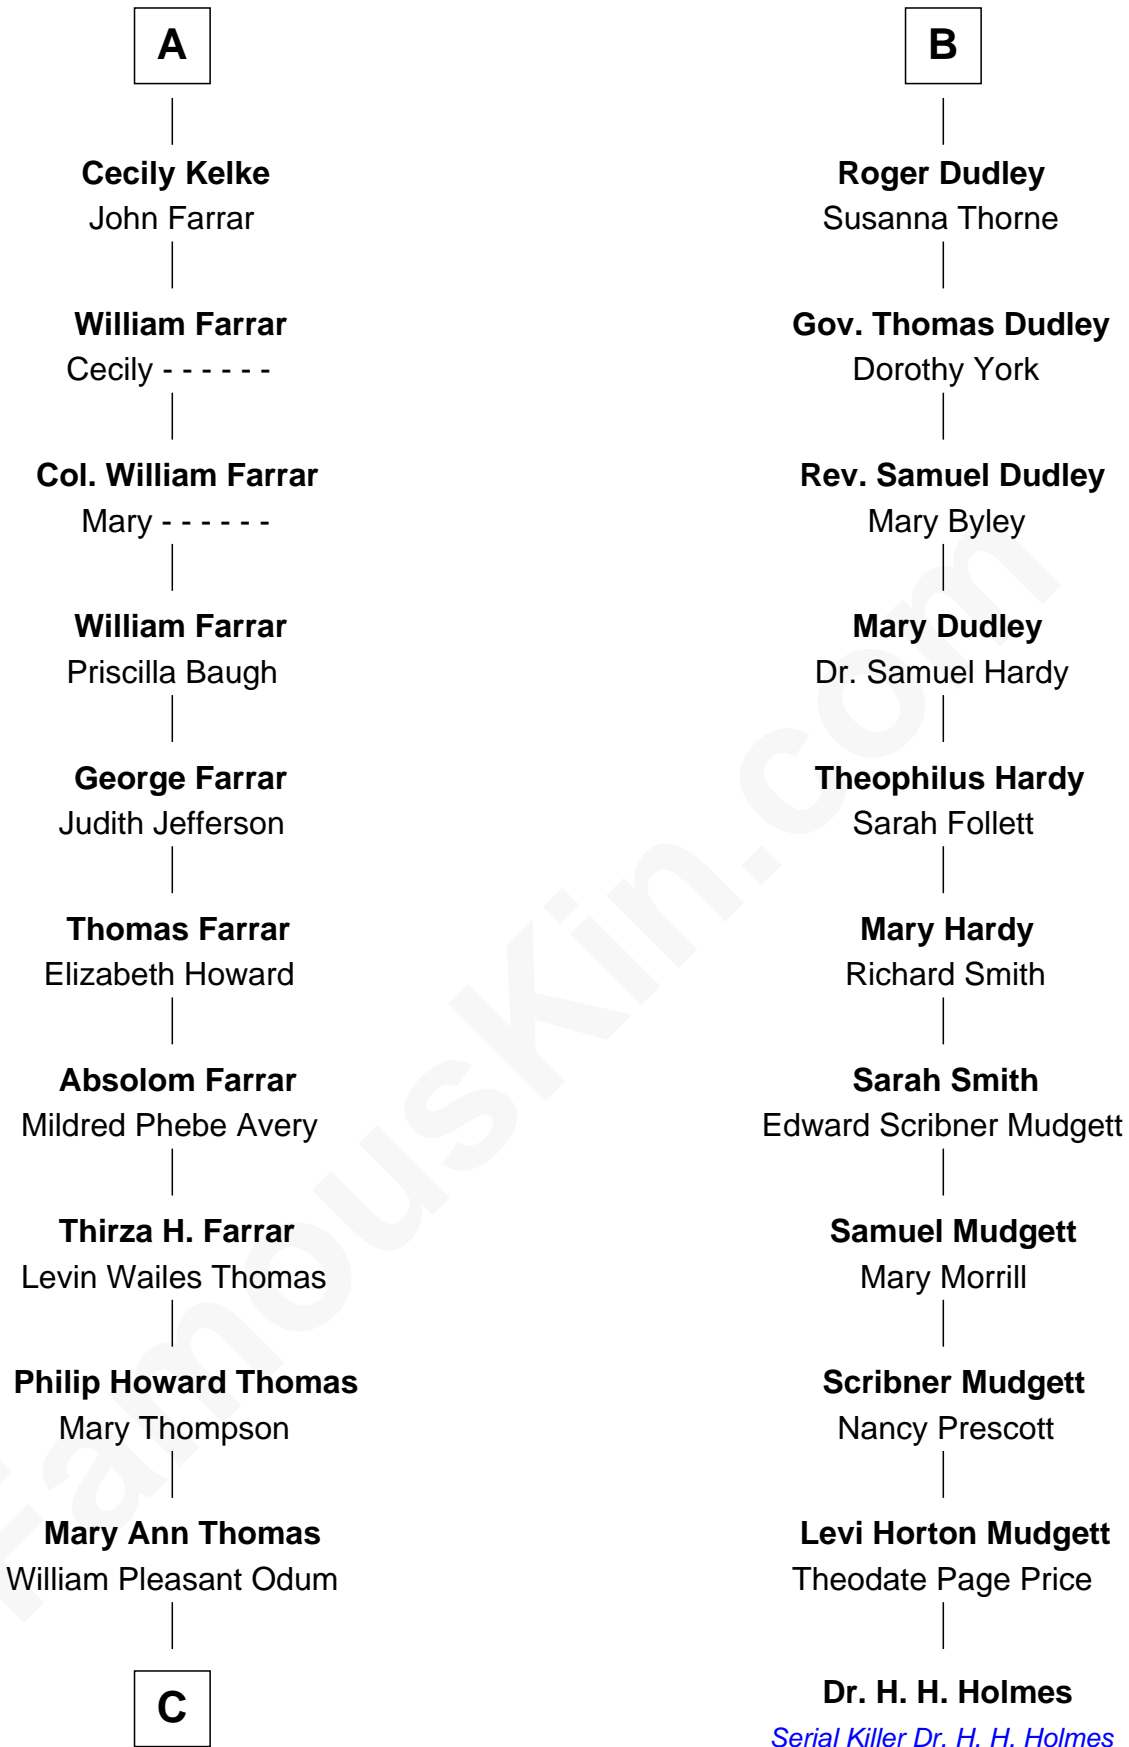 A
Cecily Kelke
John Farrar
William Farrar
Cecily - - - - - -
Col. William Farrar
Mary - - - - - -
William Farrar
Priscilla Baugh
George Farrar
Judith Jefferson
Thomas Farrar
Elizabeth Howard
Absolom Farrar
Mildred Phebe Avery
Thirza H. Farrar
Levin Wailes Thomas
Philip Howard Thomas
Mary Thompson
Mary Ann Thomas
William Pleasant Odum
C
B
Roger Dudley
Susanna Thorne
Gov. Thomas Dudley
Dorothy York
Rev. Samuel Dudley
Mary Byley
Mary Dudley
Dr. Samuel Hardy
Theophilus Hardy
Sarah Follett
Mary Hardy
Richard Smith
Sarah Smith
Edward Scribner Mudgett
Samuel Mudgett
Mary Morrill
Scribner Mudgett
Nancy Prescott
Levi Horton Mudgett
Theodate Page Price
Dr. H. H. Holmes
Serial Killer Dr. H. H. Holmes
FamousKin.com